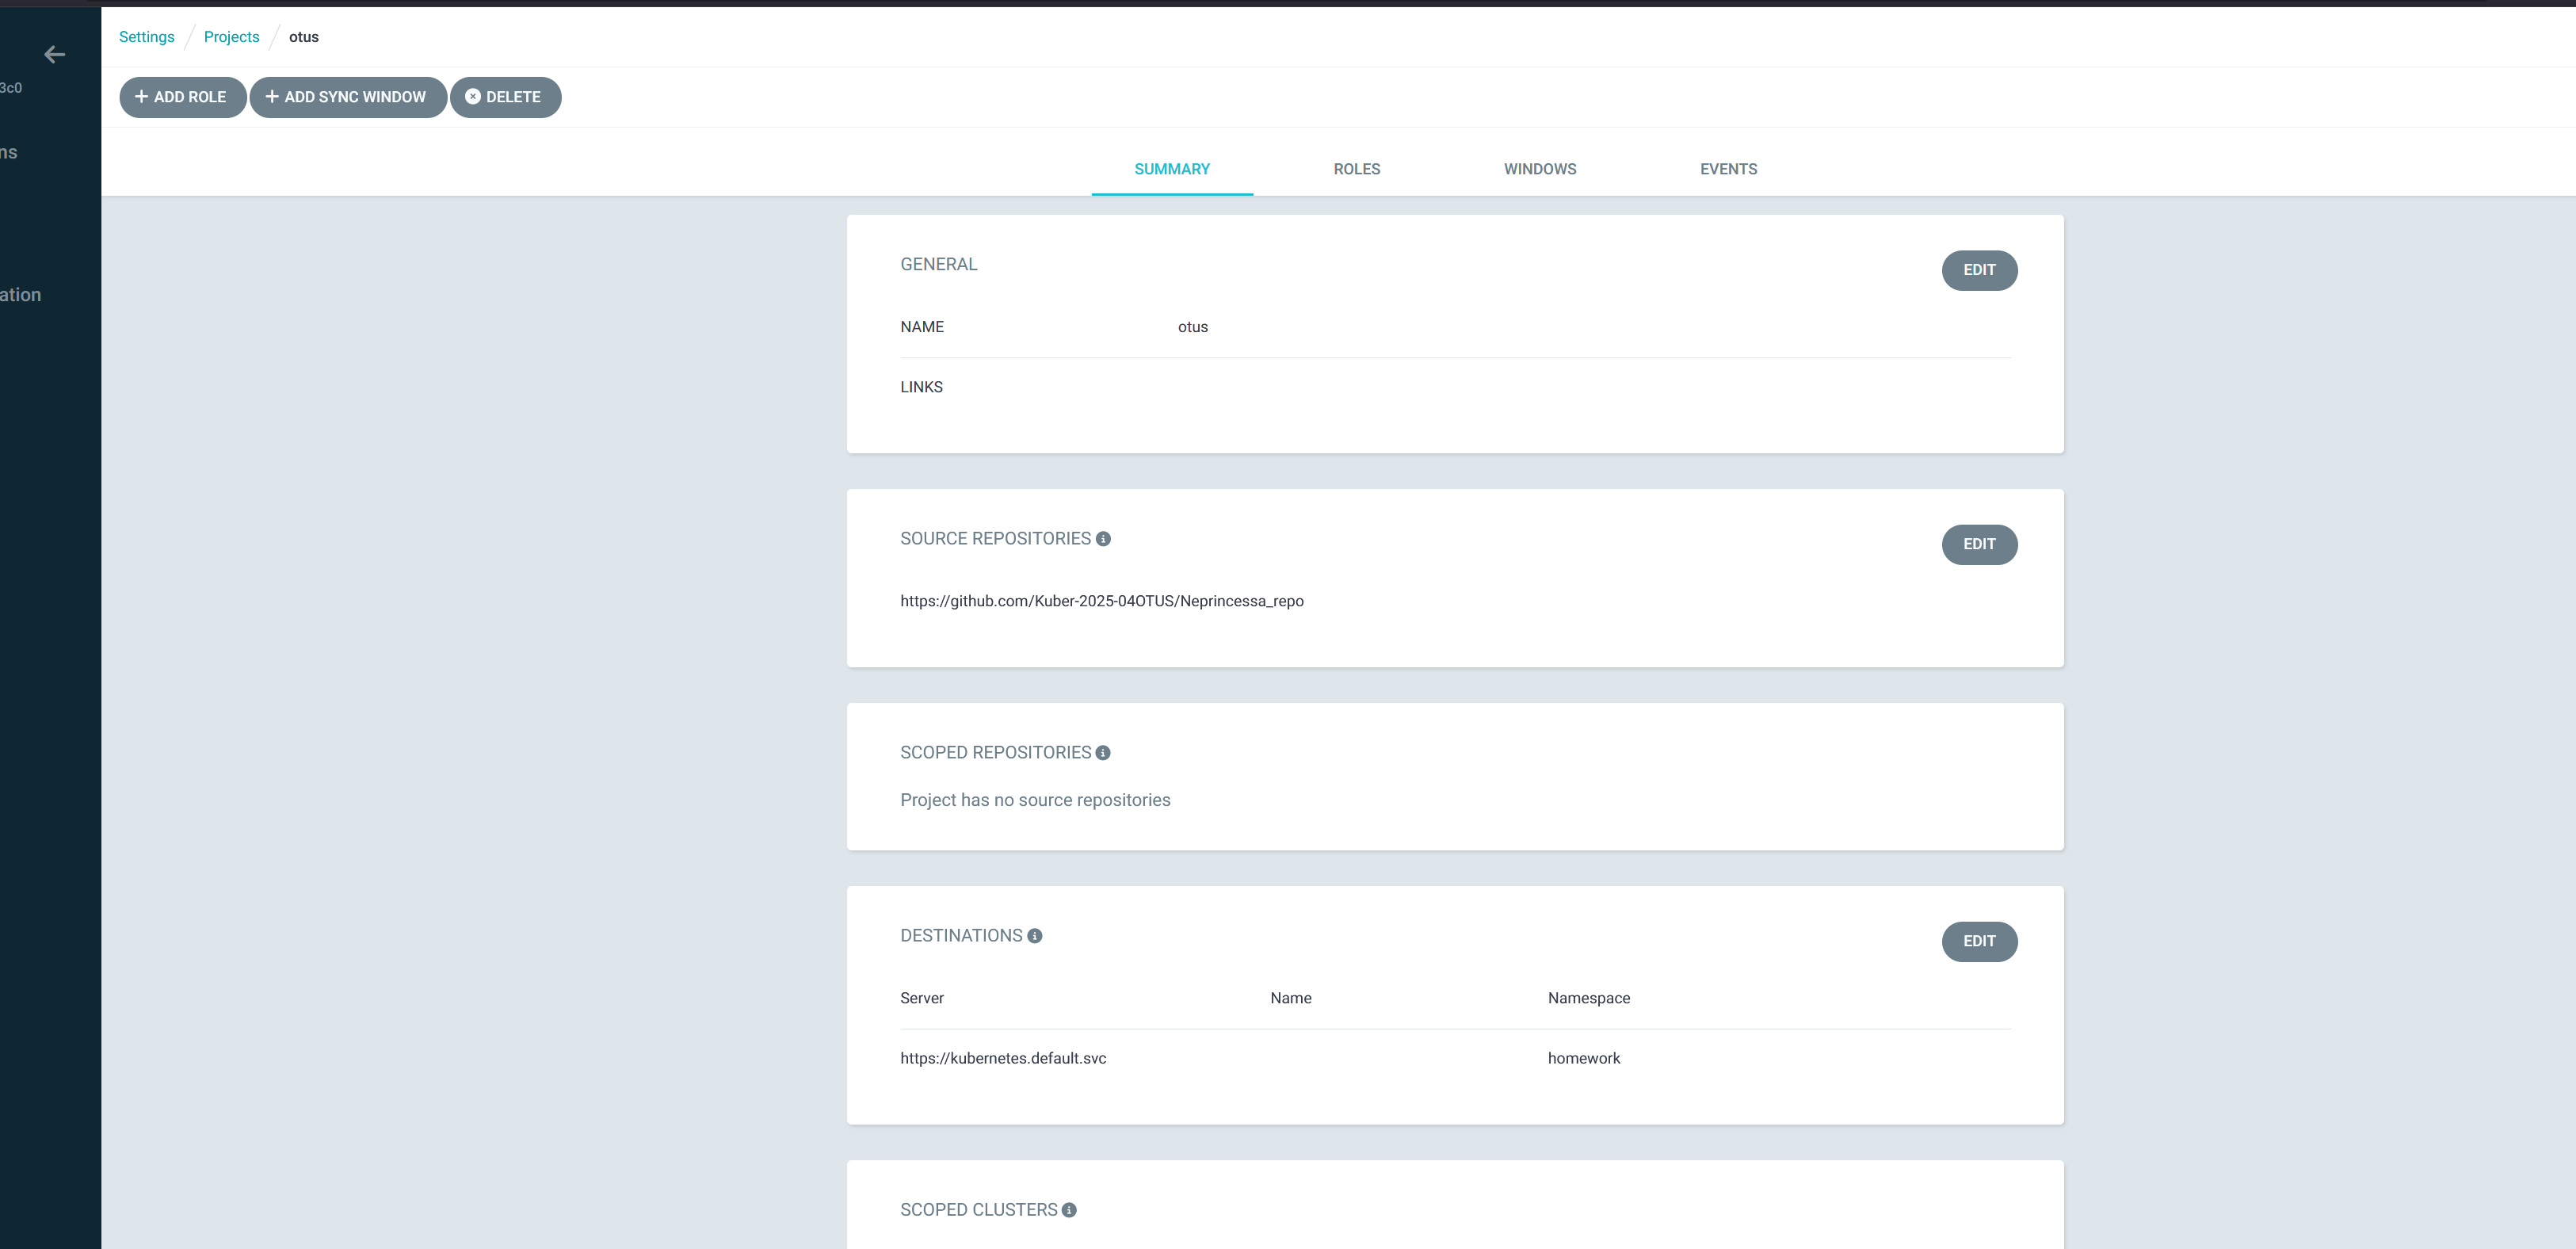 Settings / Projects / otus
3c0
ADD ROLE ADD SYNC WINDOW DELETE
ns
SUMMARY ROLES WINDOWS EVENTS
ation
GENERAL EDIT
NAME otus
LINKS
SOURCE REPOSITORIES EDIT
https://github.com/Kuber-2025-04OTUS/Neprincessa_repo
SCOPED REPOSITORIES
Project has no source repositories
DESTINATIONS EDIT
Server Name Namespace
https://kubernetes.default.svc homework
SCOPED CLUSTERS